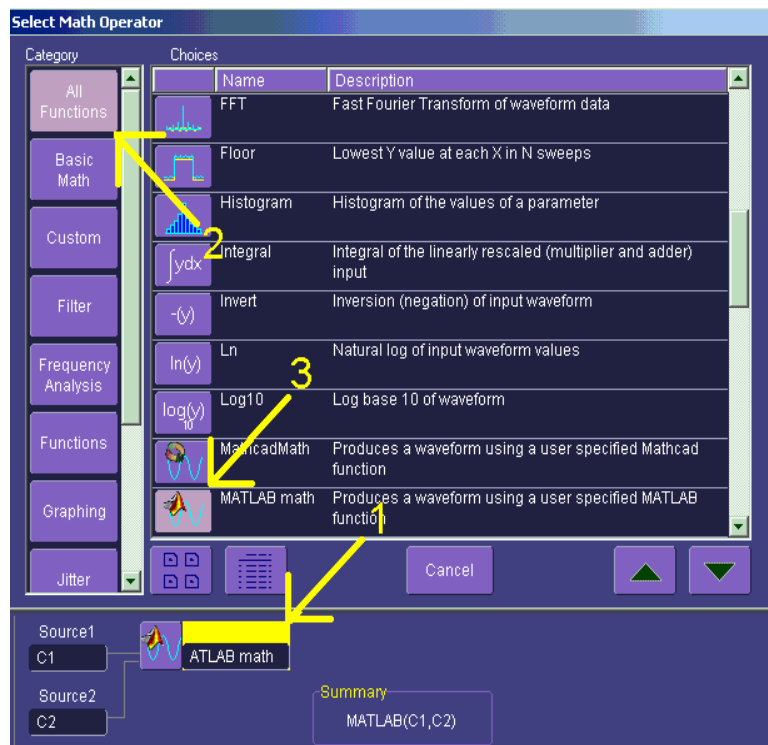 Select Math Operator
Category
Choices
All
Functions
Basic
Math
Custom
Filter
Frequency
Analysis
Functions
Graphing
Jitter
Name Description
FFT Fast Fourier Transform of waveform data
Floor Lowest Y value at each X in N sweeps
Histogram Histogram of the values of a parameter
∫ydx Integral Integral of the linearly rescaled (multiplier and adder)
input
-(y) Invert Inversion (negation) of input waveform
ln(y) Ln Natural log of input waveform values
log(y) Log10 Log base 10 of waveform
10
MathcadMath Produces a waveform using a user specified Mathcad
function
MATLAB math Produces a waveform using a user specified MATLAB
function
2
3
1
Cancel
Source1
C1
ATLAB math
Source2
C2
Summary
MATLAB(C1,C2)